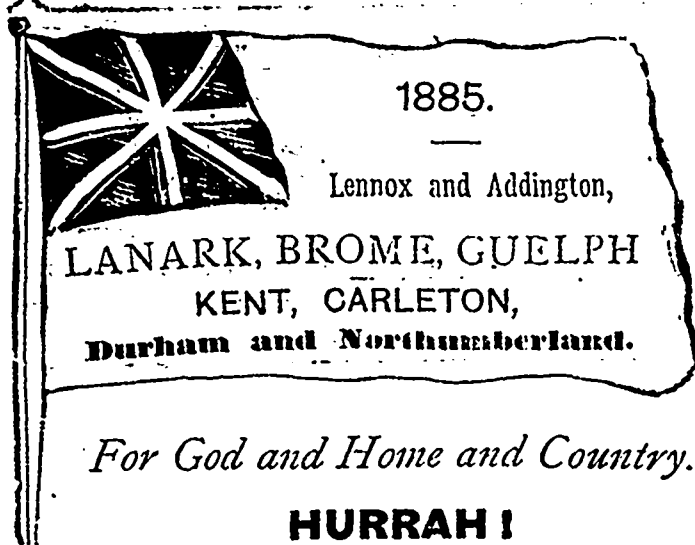 1885.
Lennox and Addington,
LANARK, BROME, GUELPH
KENT, CARLETON,
Durham and Northumberland.
For God and Home and Country.
HURRAH!